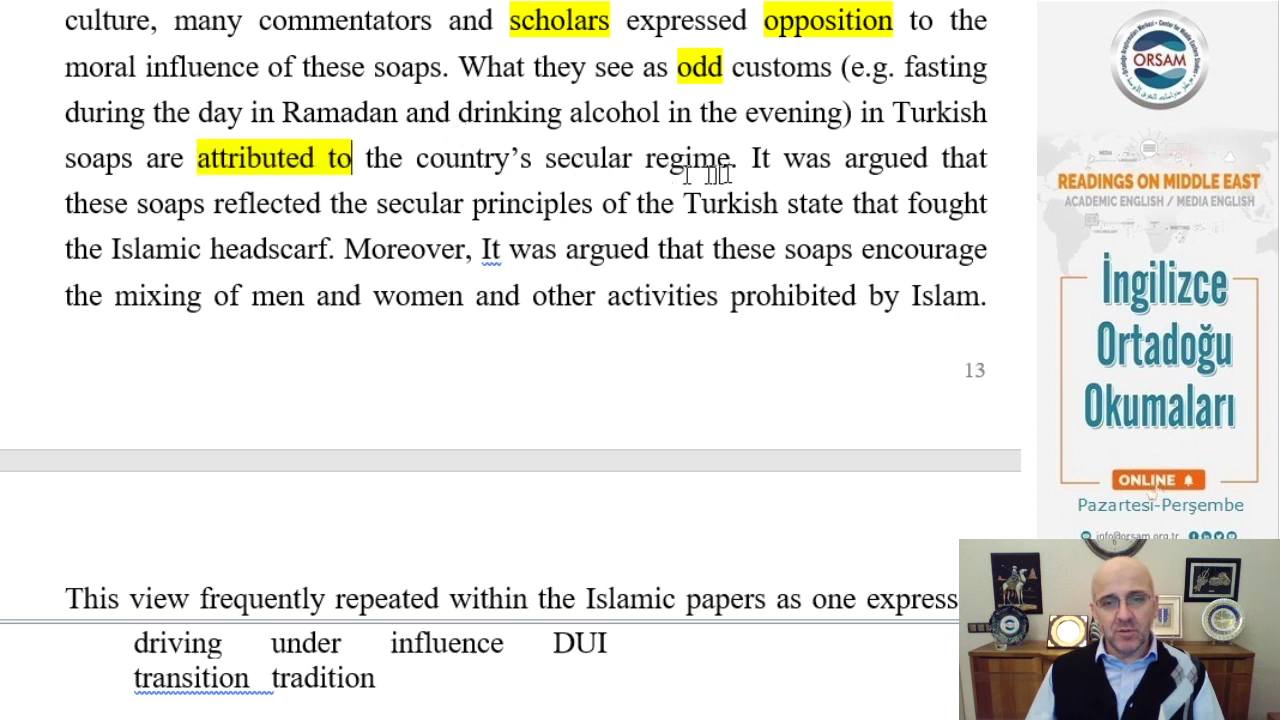 culture, many commentators and scholars expressed opposition to the
moral influence of these soaps. What they see as odd customs (e.g. fasting
during the day in Ramadan and drinking alcohol in the evening) in Turkish
soaps are attributed to the country’s secular regime. It was argued that
these soaps reflected the secular principles of the Turkish state that fought
the Islamic headscarf. Moreover, It was argued that these soaps encourage
the mixing of men and women and other activities prohibited by Islam.
13
This view frequently repeated within the Islamic papers as one express
driving under influence DUI
transition tradition
ORSAM
READINGS ON MIDDLE EAST
ACADEMIC ENGLISH / MEDIA ENGLISH
İngilizce
Ortadoğu
Okumaları
ONLINE
Pazartesi-Perşembe
info@orsam.org.tr